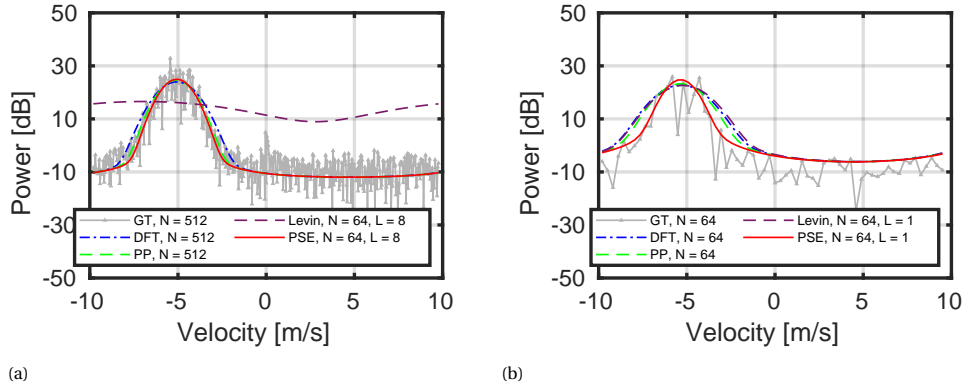 50
30
10
-10
-30
-50
Power [dB]
GT, N = 512
DFT, N = 512
PP, N = 512
Levin, N = 64, L = 8
PSE, N = 64, L = 8
-10 -5 0 5 10
Velocity [m/s]
(a)
50
30
10
-10
-30
-50
Power [dB]
GT, N = 64
DFT, N = 64
PP, N = 64
Levin, N = 64, L = 1
PSE, N = 64, L = 1
-10 -5 0 5 10
Velocity [m/s]
(b)